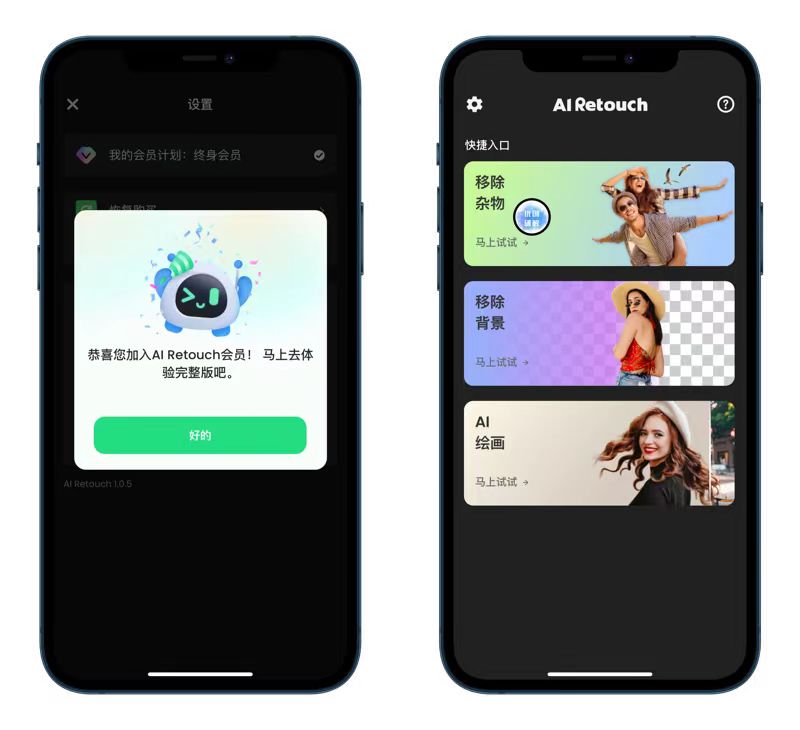 设置
我的会员计划：终身会员
恢复购买
恭喜您加入AI Retouch会员！ 马上去体
验完整版吧。
好的
AI Retouch 1.0.5
AI Retouch
快捷入口
移除
杂物
马上试试 →
移除
背景
马上试试 →
AI
绘画
马上试试 →